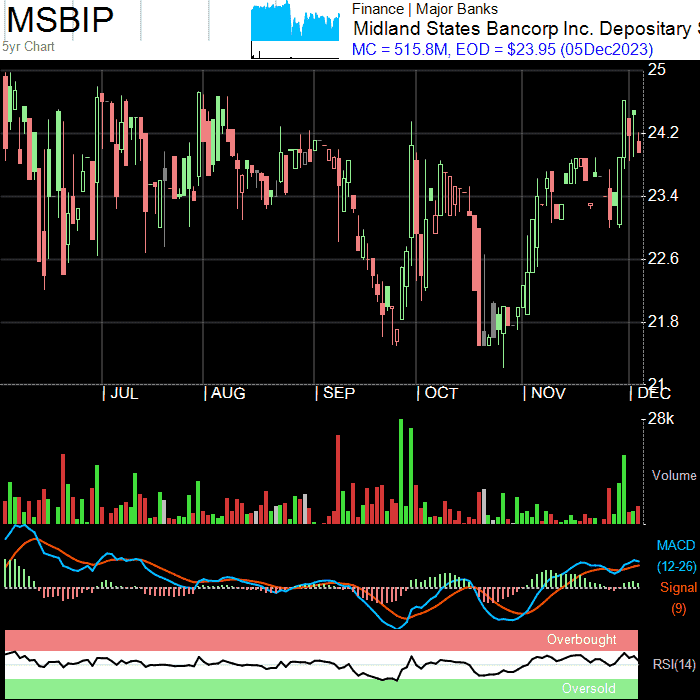 MSBIP
5yr Chart
Finance | Major Banks
Midland States Bancorp Inc. Depositary
MC = 515.8M, EOD = $23.95 (05Dec2023)
25
24.2
23.4
22.6
21.8
21
| JUL | AUG | SEP | OCT | NOV | DEC
28k
Volume
MACD
(12-26)
Signal
(9)
Overbought
RSI(14)
Oversold